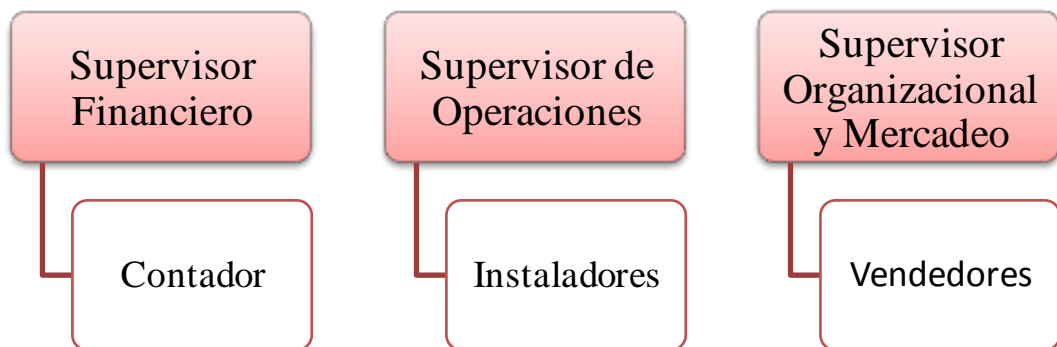 Supervisor
Financiero
Contador
Supervisor de
Operaciones
Instaladores
Supervisor
Organizacional
y Mercadeo
Vendedores